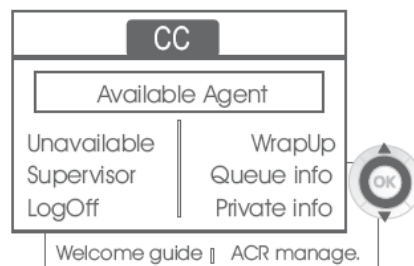 CC
Available Agent
Unavailable WrapUp
Supervisor Queue info
LogOff Private info
OK
Welcome guide ACR manage.